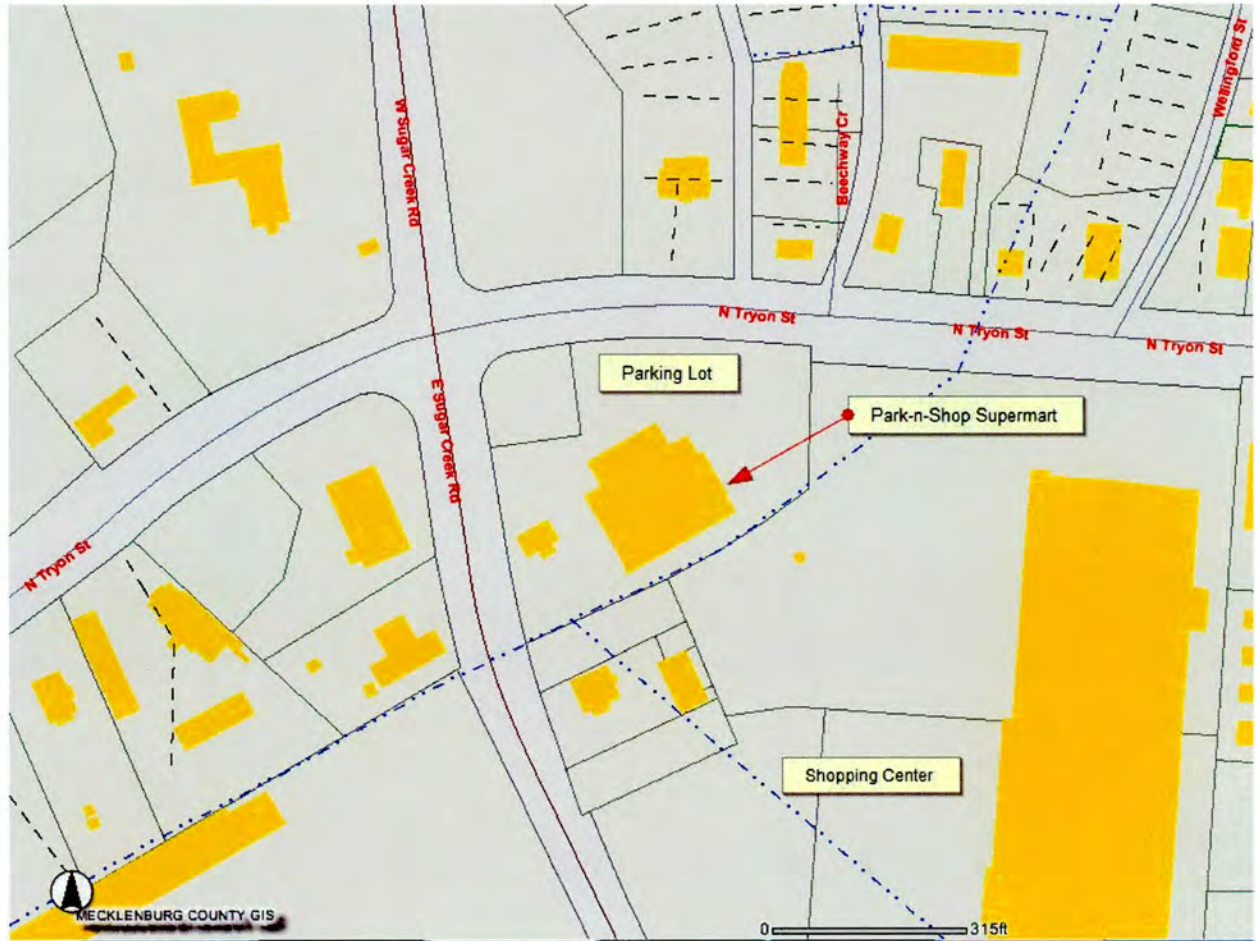 Wellingford St
W Sugar Creek Rd
Beechway Cr
N Tryon St
N Tryon St
N Tryon St
Parking Lot
Park-n-Shop Supermart
E Sugar Creek Rd
N Tryon St
Shopping Center
MECKLENBURG COUNTY GIS
0 315ft